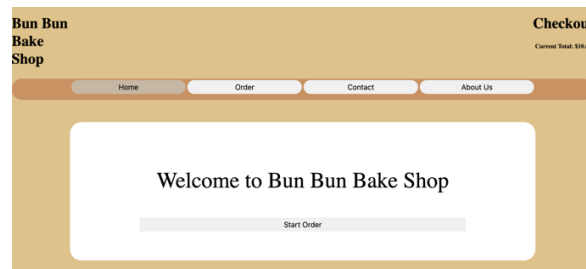 Bun Bun
Bake
Shop
Checkou
Current Total: $10.
Home
Order
Contact
About Us
Welcome to Bun Bun Bake Shop
Start Order